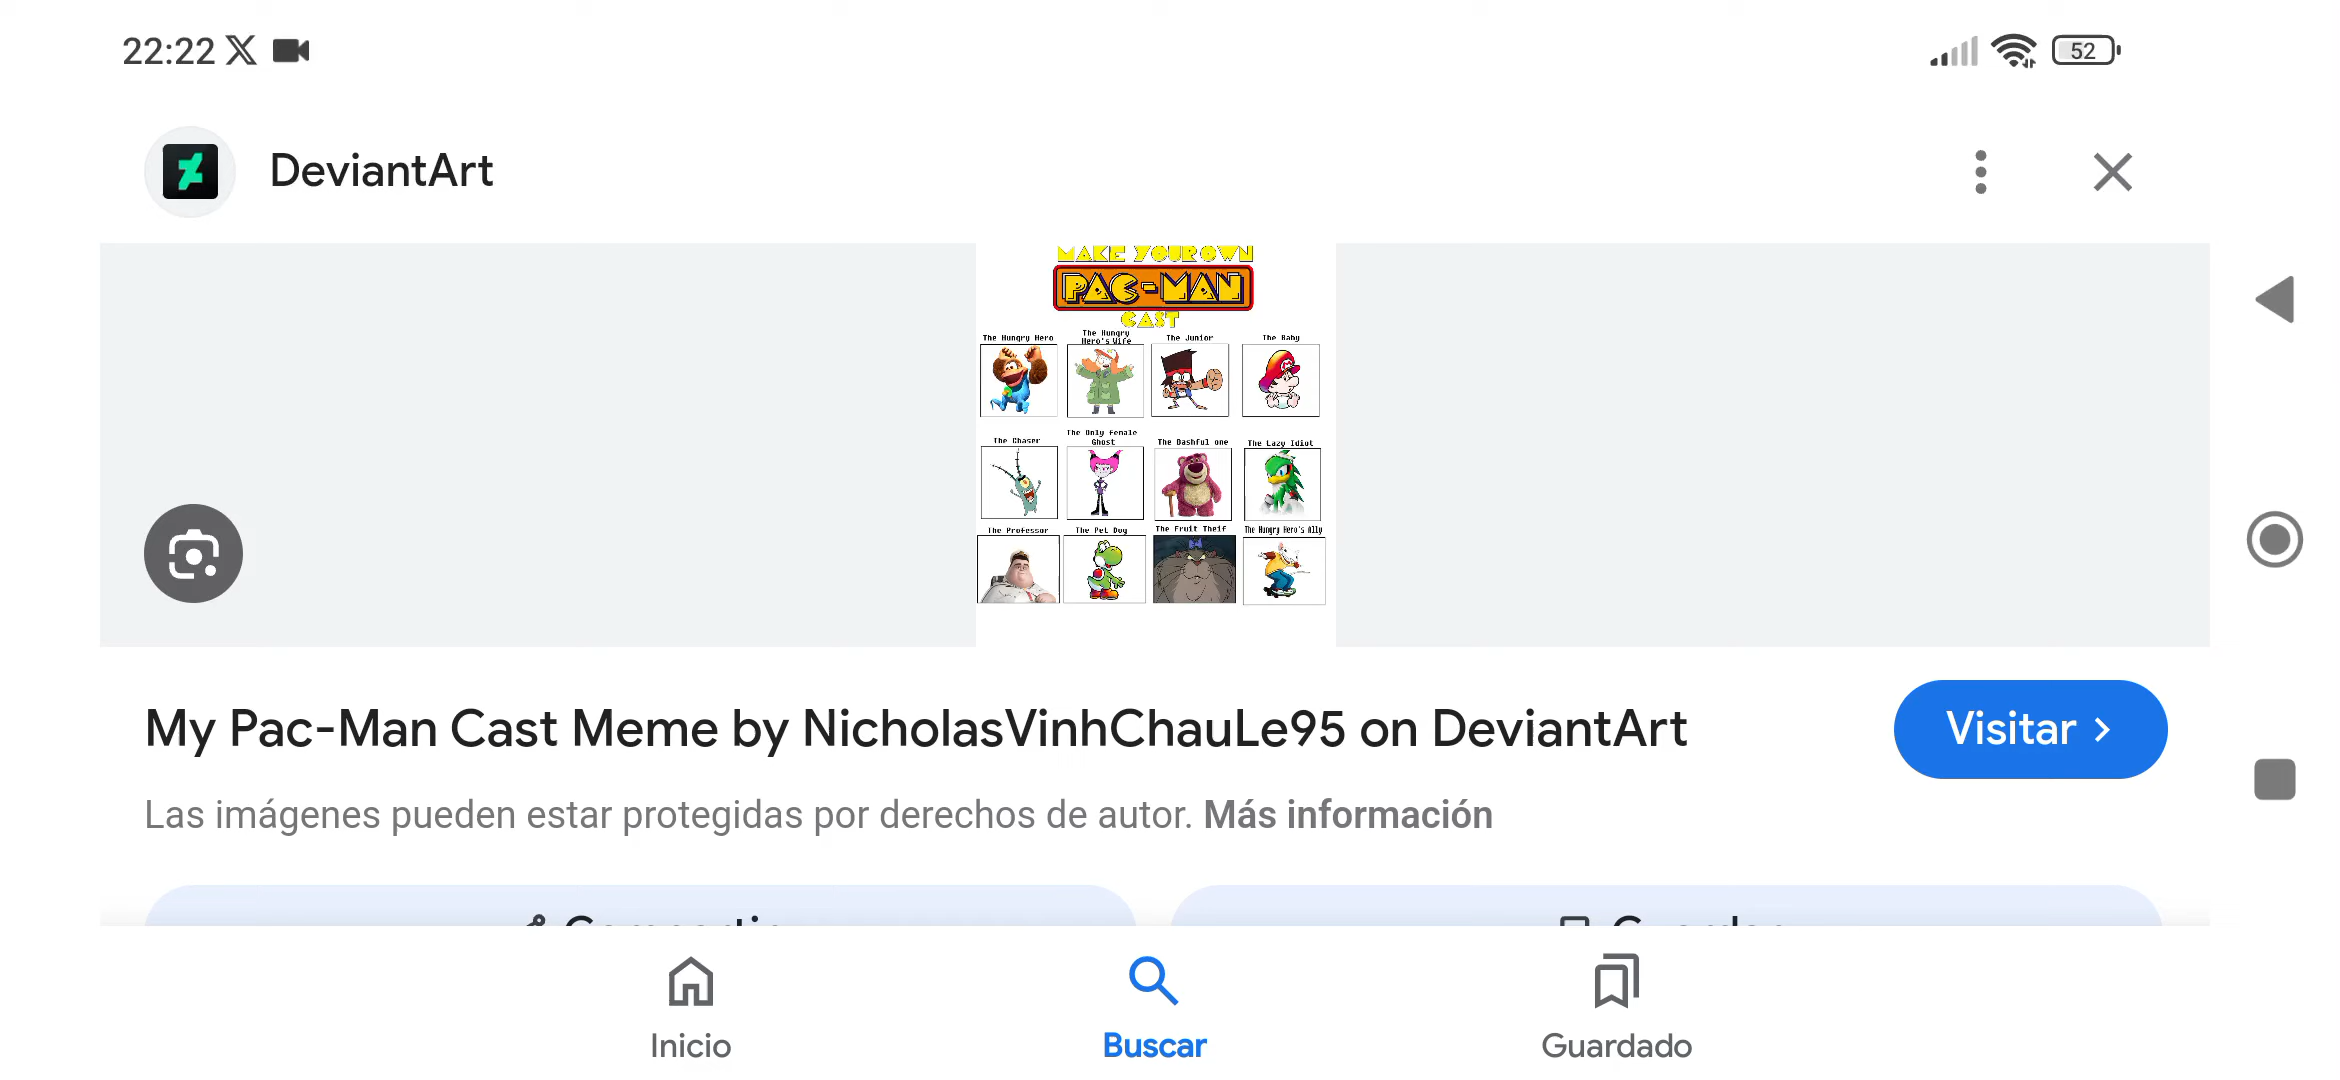 22:22
52
DeviantArt
MAKE YOUR OWN
PAC-MAN
CAST
The Hungry Hero
The Hungry
Hero's Wife
The Junior
The Baby
The Chaser
The Only Female
Ghost
The Bashful one
The Lazy Idiot
The Professor
The Pet Dog
The Fruit Theif
The Hungry Hero's Ally
My Pac-Man Cast Meme by NicholasVinhChauLe95 on DeviantArt
Visitar
Las imágenes pueden estar protegidas por derechos de autor. Más información
Inicio
Buscar
Guardado